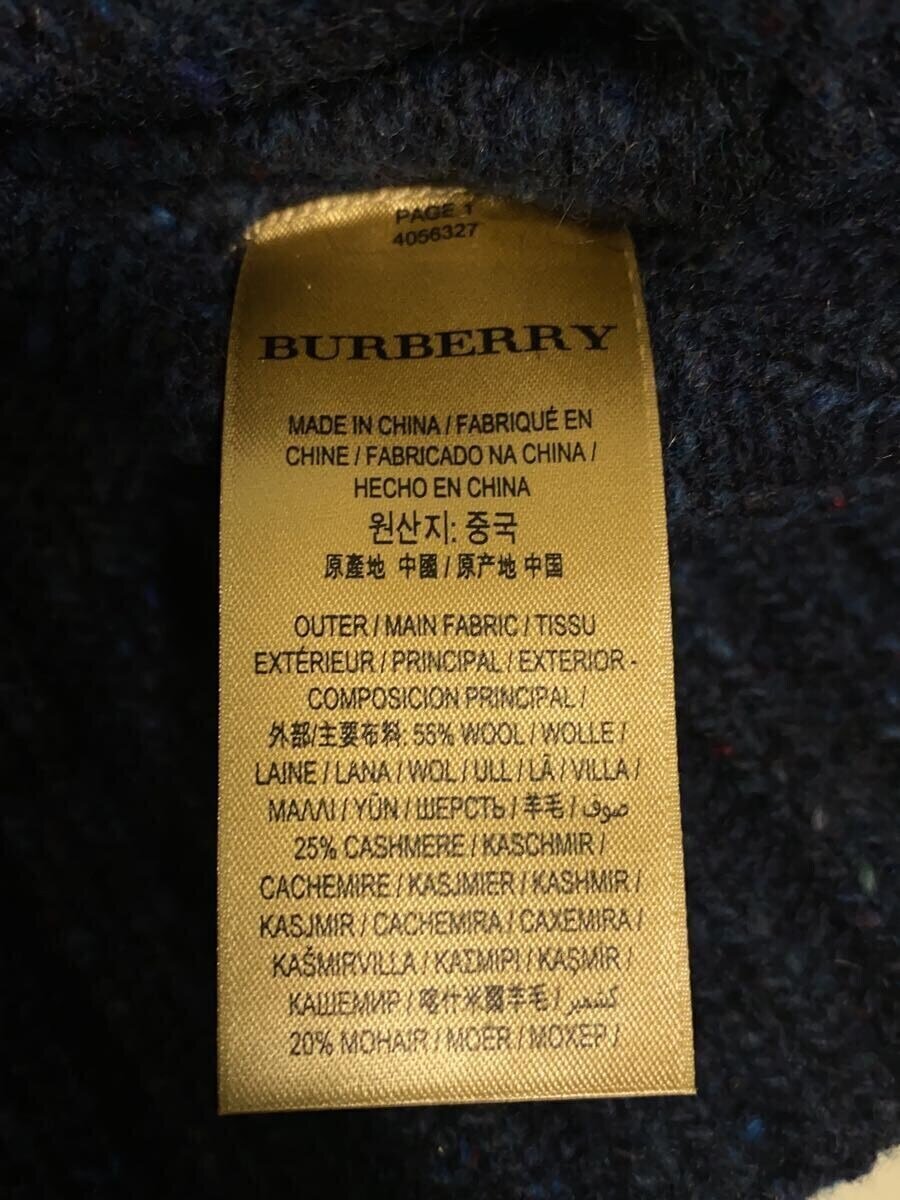 PAGE 1
4056327
BURBERRY
MADE IN CHINA / FABRIQUÉ EN
CHINE / FABRICADO NA CHINA /
HECHO EN CHINA
원산지: 중국
原產地 中國 / 原产地 中国
OUTER / MAIN FABRIC / TISSU
EXTÉRIEUR / PRINCIPAL / EXTERIOR -
COMPOSICION PRINCIPAL /
外部/主要布料: 55% WOOL / WOLLE /
LAINE / LANA / WOL / ULL / LÃ / VILLA /
ΜΑΛΛΙ / YÜN / ШЕРСТЬ / 羊毛 / صوف /
25% CASHMERE / KASCHMIR /
CACHEMIRE / KASJMIER / KASHMIR /
KASJMIR / CACHEMIRA / CAXEMIRA /
KAŠMIRVILLA / ΚΑΣΜΙΡΙ / KAŞMİR /
КАШЕМИР / 喀什米爾羊毛 / كشمير /
20% MOHAIR / MOER / MOXEP /